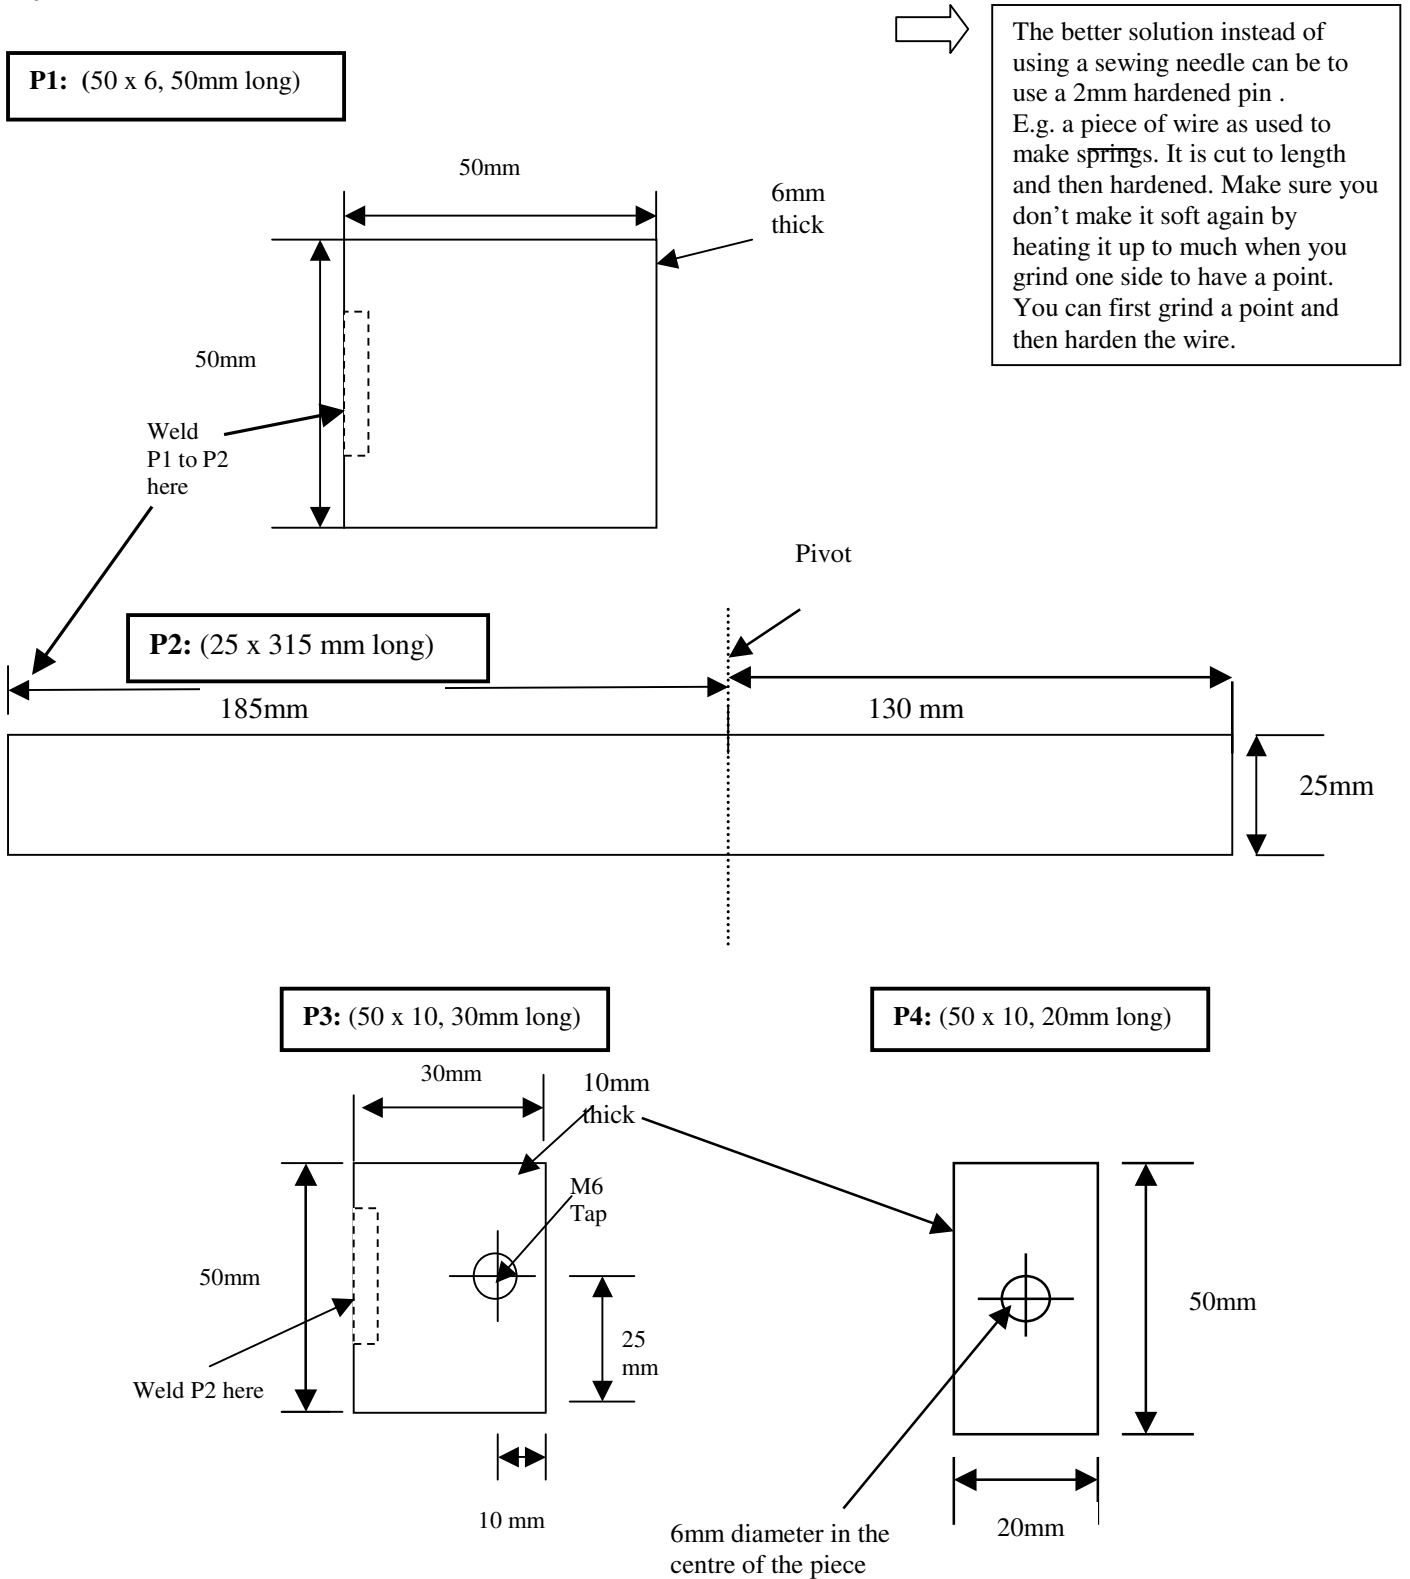 The better solution instead of
using a sewing needle can be to
use a 2mm hardened pin .
E.g. a piece of wire as used to
make springs. It is cut to length
and then hardened. Make sure you
don’t make it soft again by
heating it up to much when you
grind one side to have a point.
You can first grind a point and
then harden the wire.
P1: (50 x 6, 50mm long)
50mm
6mm
thick
50mm
Weld
P1 to P2
here
Pivot
P2: (25 x 315 mm long)
185mm
130 mm
25mm
P3: (50 x 10, 30mm long)
P4: (50 x 10, 20mm long)
30mm
10mm
thick
M6
Tap
50mm
25
mm
Weld P2 here
10 mm
50mm
20mm
6mm diameter in the
centre of the piece